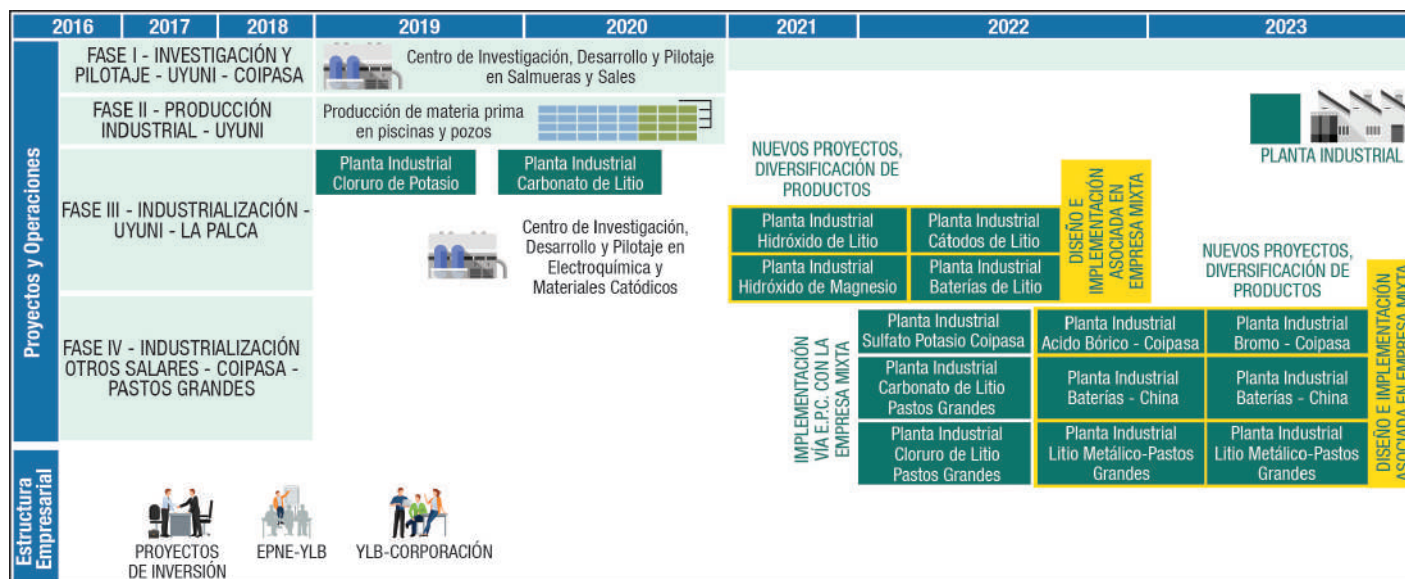 2016 2017 2018 2019 2020 2021 2022 2023
Proyectos y Operaciones
FASE I - INVESTIGACIÓN Y
PILOTAJE - UYUNI - COIPASA
Centro de Investigación, Desarrollo y Pilotaje
en Salmueras y Sales
FASE II - PRODUCCIÓN
INDUSTRIAL - UYUNI
Producción de materia prima
en piscinas y pozos
PLANTA INDUSTRIAL
FASE III - INDUSTRIALIZACIÓN -
UYUNI - LA PALCA
Planta Industrial
Cloruro de Potasio
Planta Industrial
Carbonato de Litio
Centro de Investigación,
Desarrollo y Pilotaje en
Electroquímica y
Materiales Catódicos
NUEVOS PROYECTOS,
DIVERSIFICACIÓN DE
PRODUCTOS
Planta Industrial
Hidróxido de Litio
Planta Industrial
Cátodos de Litio
Planta Industrial
Hidróxido de Magnesio
Planta Industrial
Baterías de Litio
DISEÑO E
IMPLEMENTACIÓN
ASOCIADA EN
EMPRESA MIXTA
NUEVOS PROYECTOS,
DIVERSIFICACIÓN DE
PRODUCTOS
FASE IV - INDUSTRIALIZACIÓN
OTROS SALARES - COIPASA -
PASTOS GRANDES
IMPLEMENTACIÓN
VÍA E.P.C. CON LA
EMPRESA MIXTA
Planta Industrial
Sulfato Potasio Coipasa
Planta Industrial
Acido Bórico - Coipasa
Planta Industrial
Bromo - Coipasa
Planta Industrial
Carbonato de Litio
Pastos Grandes
Planta Industrial
Baterías - China
Planta Industrial
Baterías - China
Planta Industrial
Cloruro de Litio
Pastos Grandes
Planta Industrial
Litio Metálico-Pastos
Grandes
Planta Industrial
Litio Metálico-Pastos
Grandes
DISEÑO E IMPLEMENTACIÓN
ASOCIADA EN EMPRESA MIXTA
Estructura
Empresarial
PROYECTOS
DE INVERSIÓN
EPNE-YLB
YLB-CORPORACIÓN